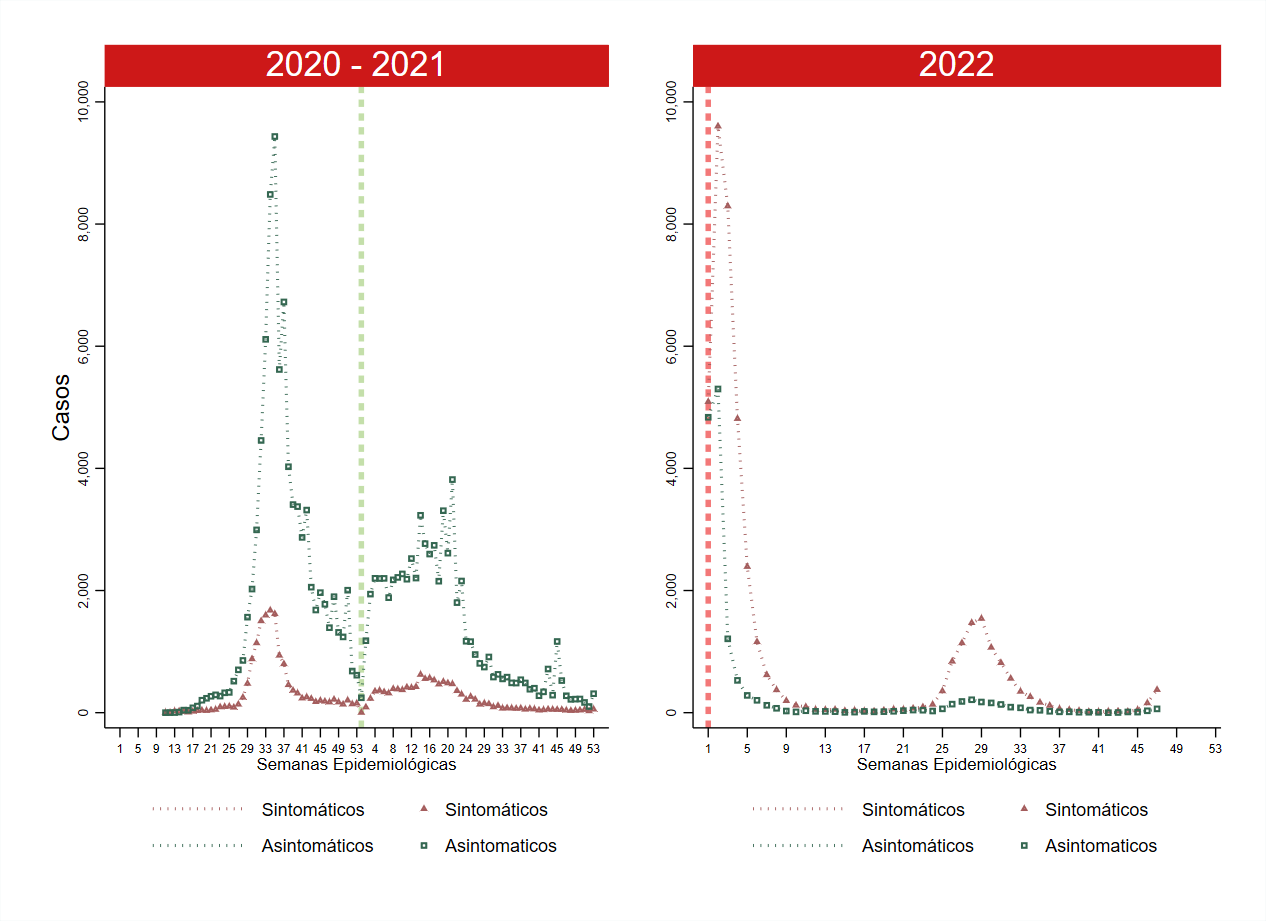 2020 - 2021
2022
10,000
8,000
6,000
4,000
2,000
0
Casos
1 5 9 13 17 21 25 29 33 37 41 45 49 53 4 8 12 16 20 24 29 33 37 41 45 49 53
Semanas Epidemiológicas
Sintomáticos Sintomáticos
Asintomáticos Asintomaticos
10,000
8,000
6,000
4,000
2,000
0
1 5 9 13 17 21 25 29 33 37 41 45 49 53
Semanas Epidemiológicas
Sintomáticos Sintomáticos
Asintomáticos Asintomaticos